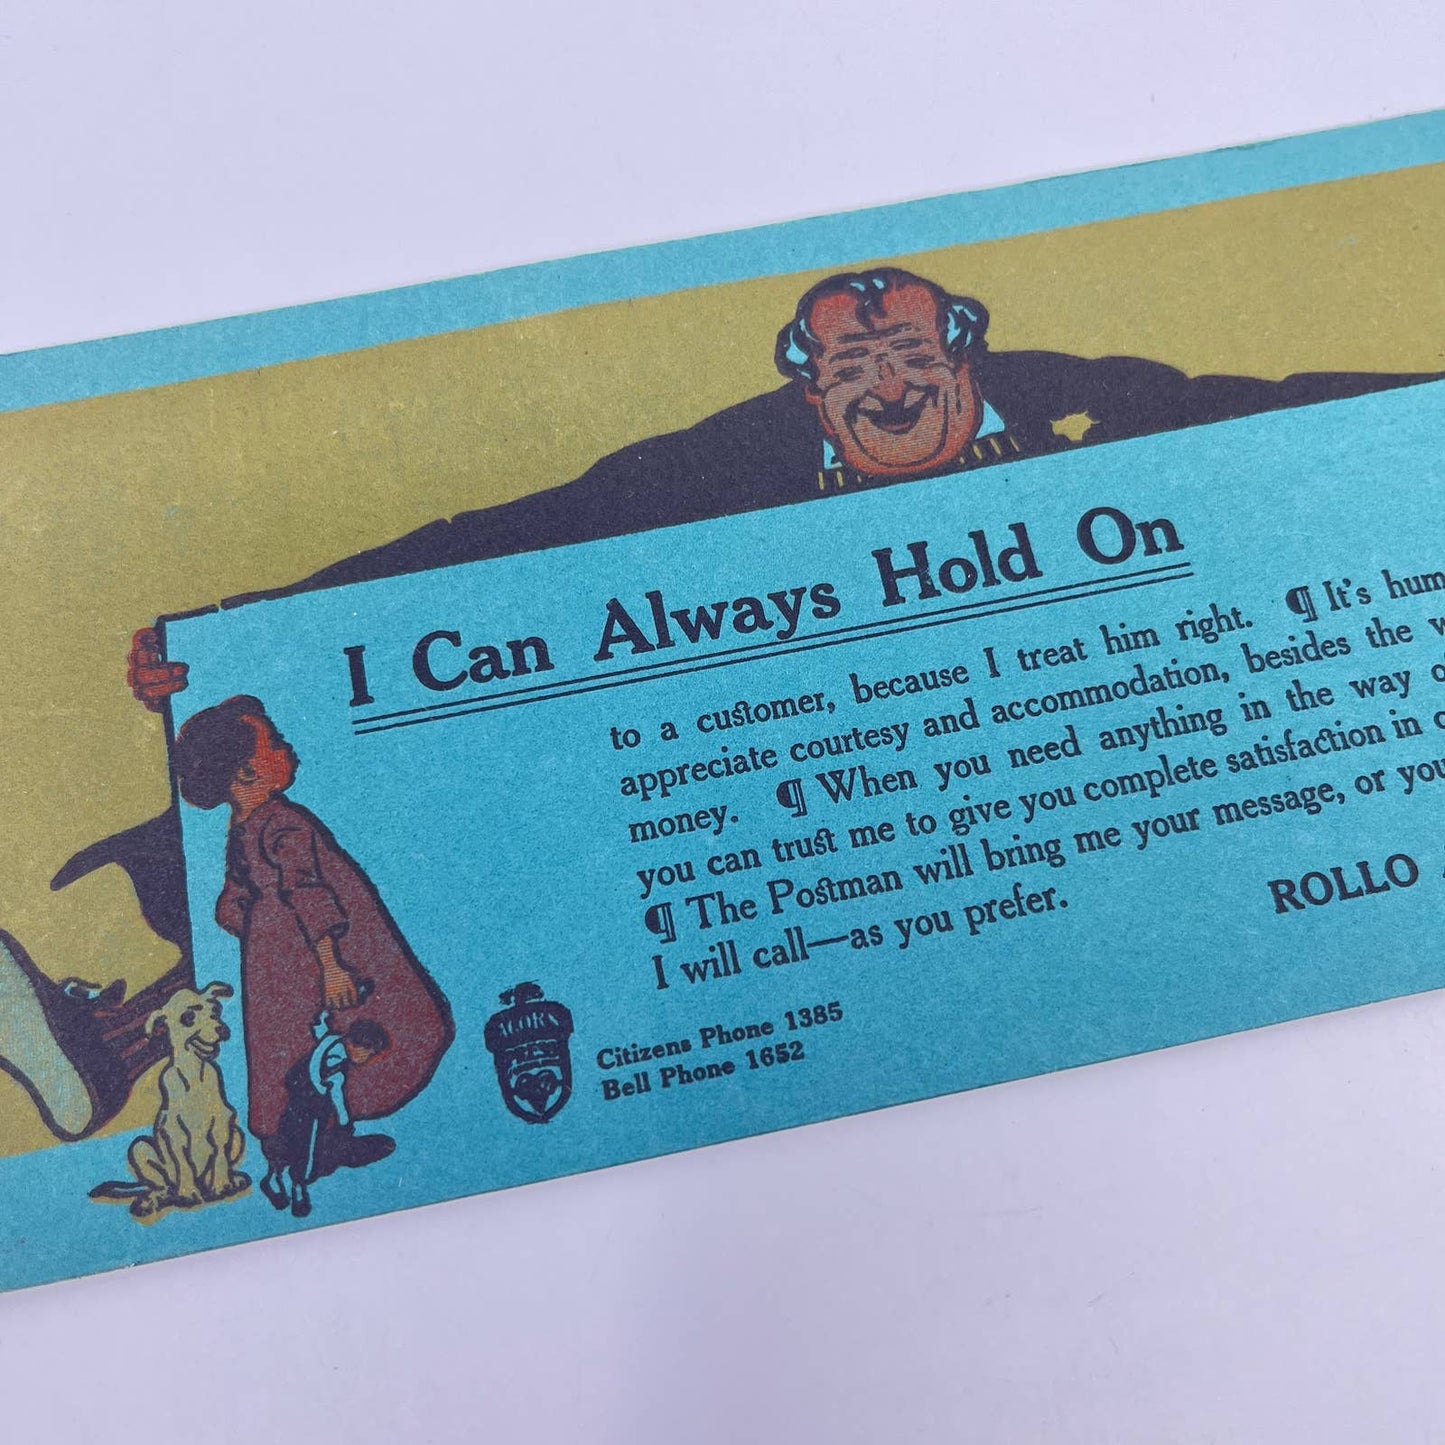 I Can Always Hold On
to a customer, because I treat him right. ¶ It's hum
appreciate courtesy and accommodation, besides the
money. ¶ When you need anything in the way
you can trust me to give you complete satisfaction in
¶ The Postman will bring me your message, or you
I will call—as you prefer.
ROLLO
ACORN
PRESS
Citizens Phone 1385
Bell Phone 1652